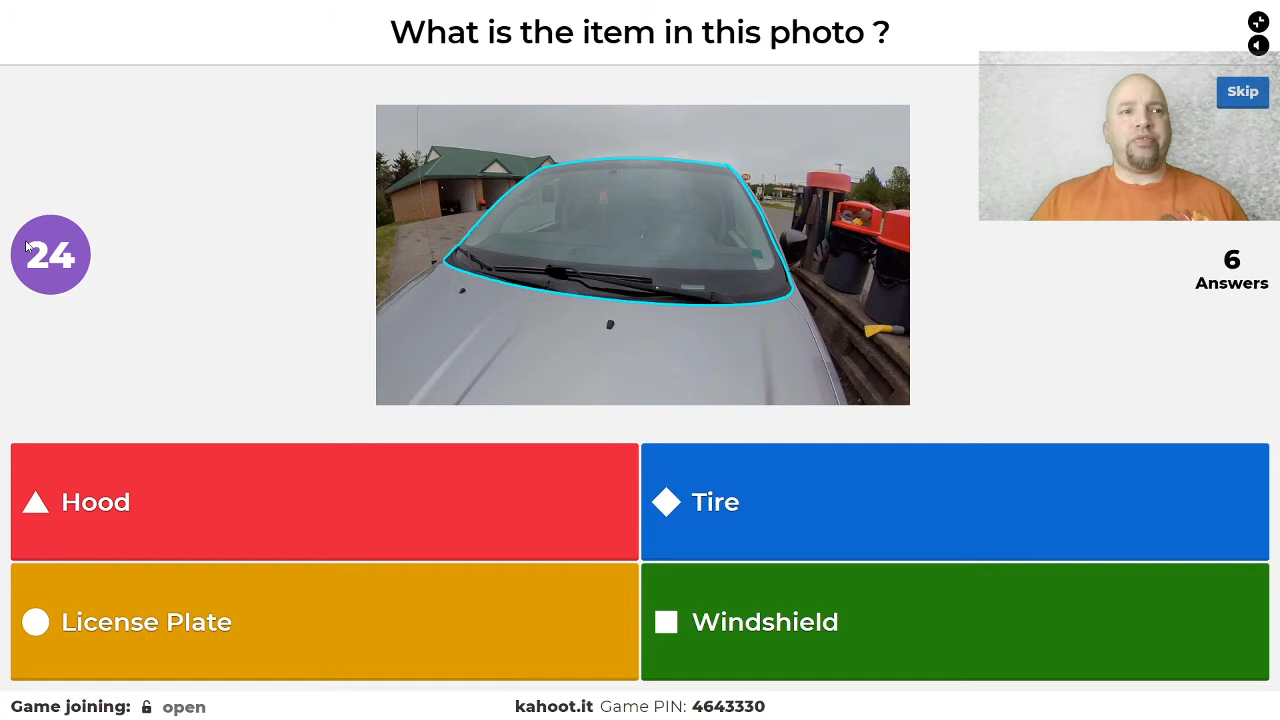 What is the item in this photo ?
Skip
24
6
Answers
Hood
Tire
License Plate
Windshield
Game joining: open
kahoot.it Game PIN: 4643330